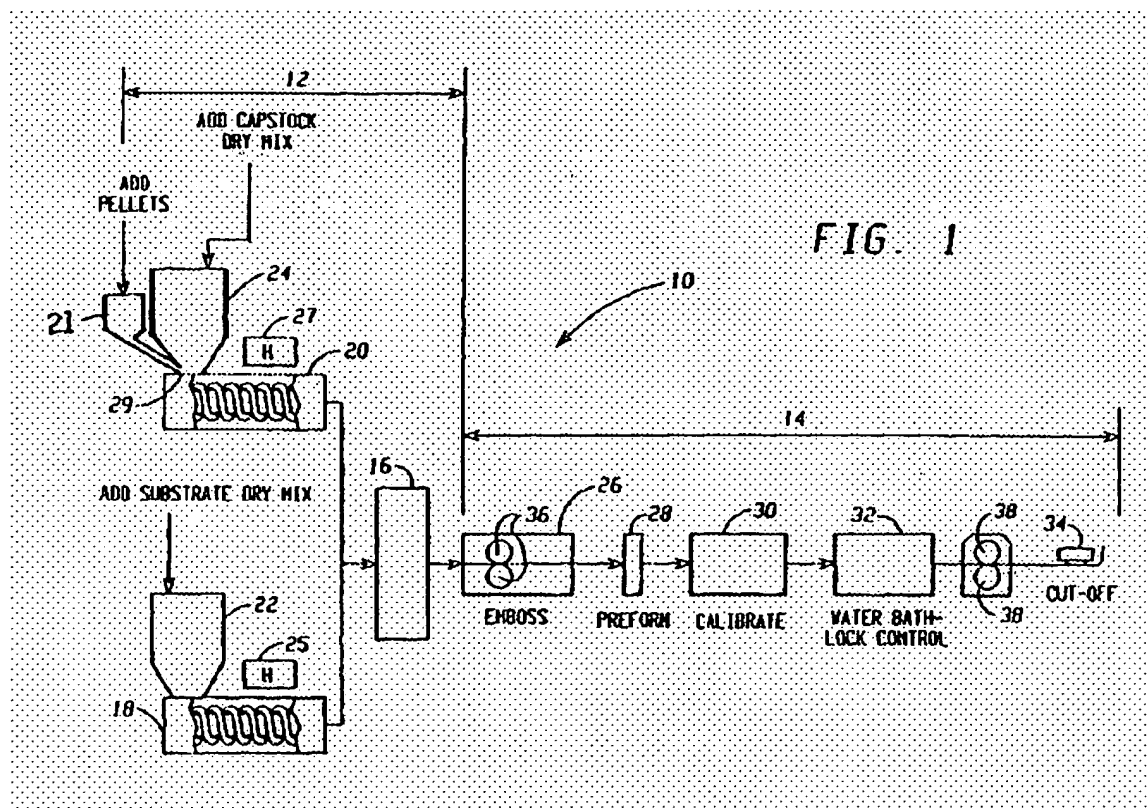 12
ADD CAPSTOCK
DRY MIX
ADD
PELLETS
FIG. 1
24
10
21
27
H
20
29
14
16
ADD SUBSTRATE DRY MIX
36
26
28
30
32
38
34
22
EMBOSS
PREFORM
CALIBRATE
WATER BATH-
LOCK CONTROL
38
CUT-OFF
25
H
18